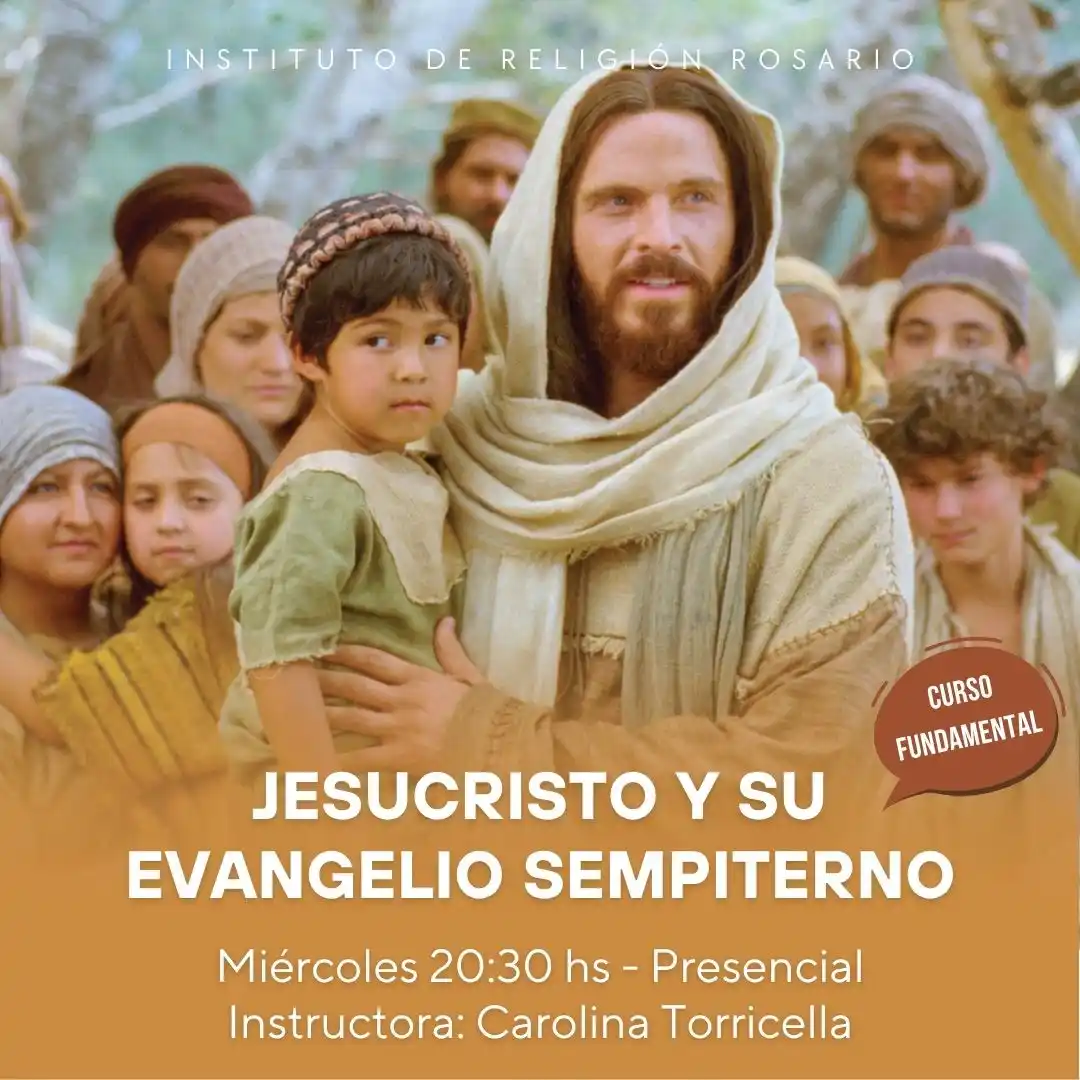 INSTITUTO DE RELIGIÓN ROSARIO
CURSO
FUNDAMENTAL
JESUCRISTO Y SU
EVANGELIO SEMPITERNO
Miércoles 20:30 hs - Presencial
Instructora: Carolina Torricella